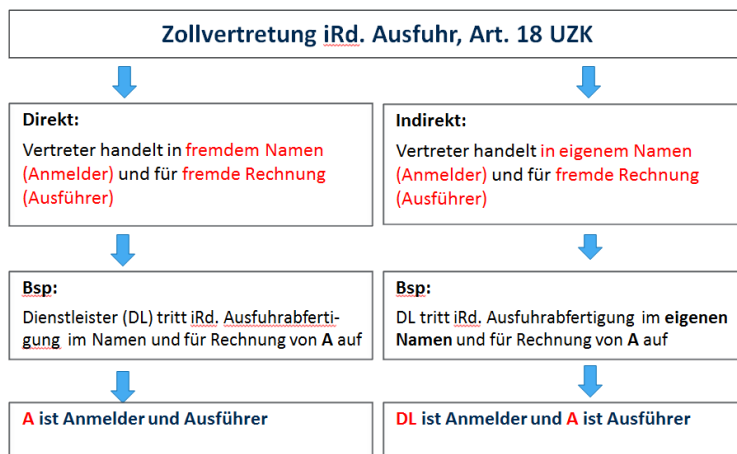 Zollvertretung iRd. Ausfuhr, Art. 18 UZK
Direkt:
Vertreter handelt in fremdem Namen
(Anmelder) und für fremde Rechnung
(Ausführer)
Indirekt:
Vertreter handelt in eigenem Namen
(Anmelder) und für fremde Rechnung
(Ausführer)
Bsp:
Dienstleister (DL) tritt iRd. Ausfuhrabferti-
gung im Namen und für Rechnung von A auf
Bsp:
DL tritt iRd. Ausfuhrabfertigung im eigenen
Namen und für Rechnung von A auf
A ist Anmelder und Ausführer
DL ist Anmelder und A ist Ausführer